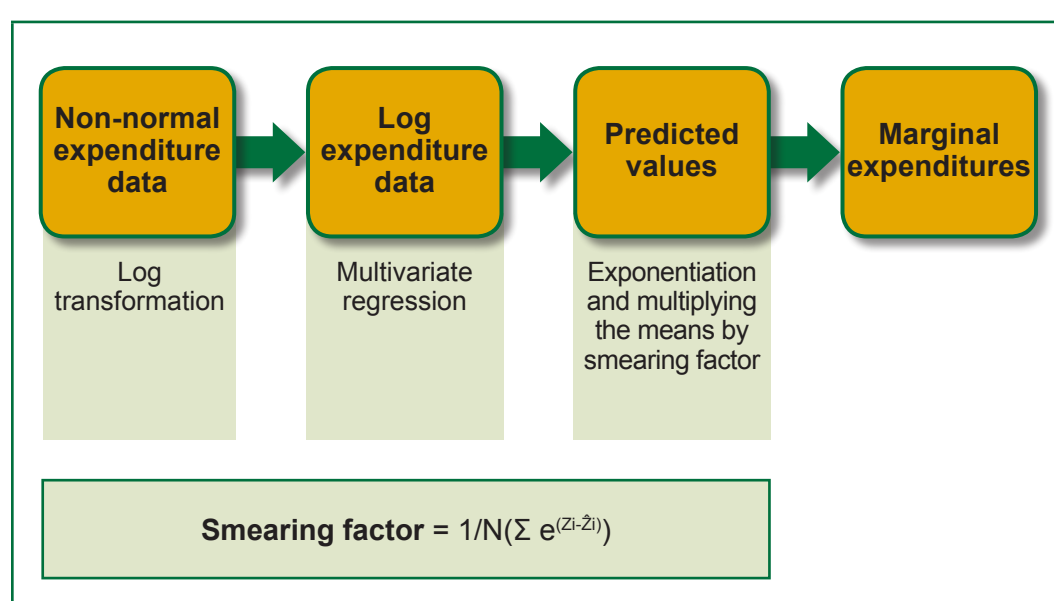 Non-normal
expenditure
data
Log
expenditure
data
Predicted
values
Marginal
expenditures
Log
transformation
Multivariate
regression
Exponentiation
and multiplying
the means by
smearing factor
Smearing factor = 1/N(Σ e^(Zi-Ẑi))